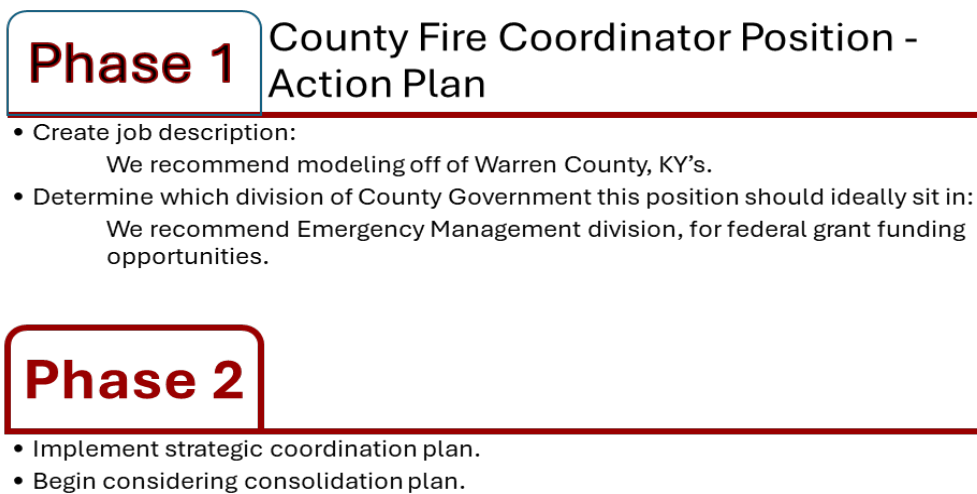 Phase 1
County Fire Coordinator Position -
Action Plan
• Create job description:
We recommend modeling off of Warren County, KY’s.
• Determine which division of County Government this position should ideally sit in:
We recommend Emergency Management division, for federal grant funding
opportunities.
Phase 2
• Implement strategic coordination plan.
• Begin considering consolidation plan.